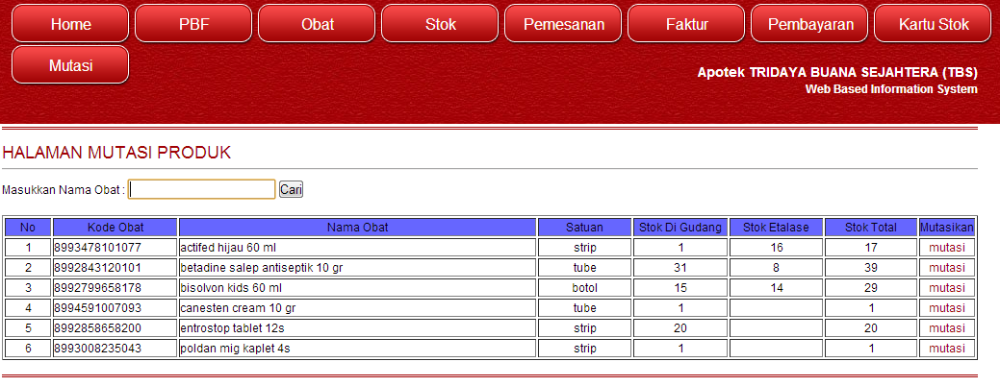 Home PBF Obat Stok Pemesanan Faktur Pembayaran Kartu Stok
Mutasi
Apotek TRIDAYA BUANA SEJAHTERA (TBS)
Web Based Information System
HALAMAN MUTASI PRODUK
Masukkan Nama Obat : Cari
No Kode Obat Nama Obat Satuan Stok Di Gudang Stok Etalase Stok Total Mutasikan
1 8993478101077 actifed hijau 60 ml strip 1 16 17 mutasi
2 8992843120101 betadine salep antiseptik 10 gr tube 31 8 39 mutasi
3 8992799658178 bisolvon kids 60 ml botol 15 14 29 mutasi
4 8994591007093 canesten cream 10 gr tube 1 1 mutasi
5 8992858658200 entrostop tablet 12s strip 20 20 mutasi
6 8993008235043 poldan mig kaplet 4s strip 1 1 mutasi